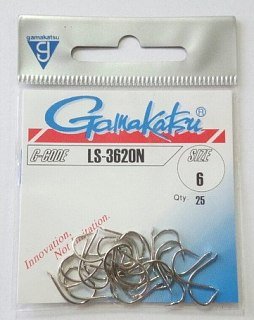 gamakatsu
g
Gamakatsu ®
G-CODE LS-3620N SIZE
6
Qty. 25
Innovation.
Not imitation.